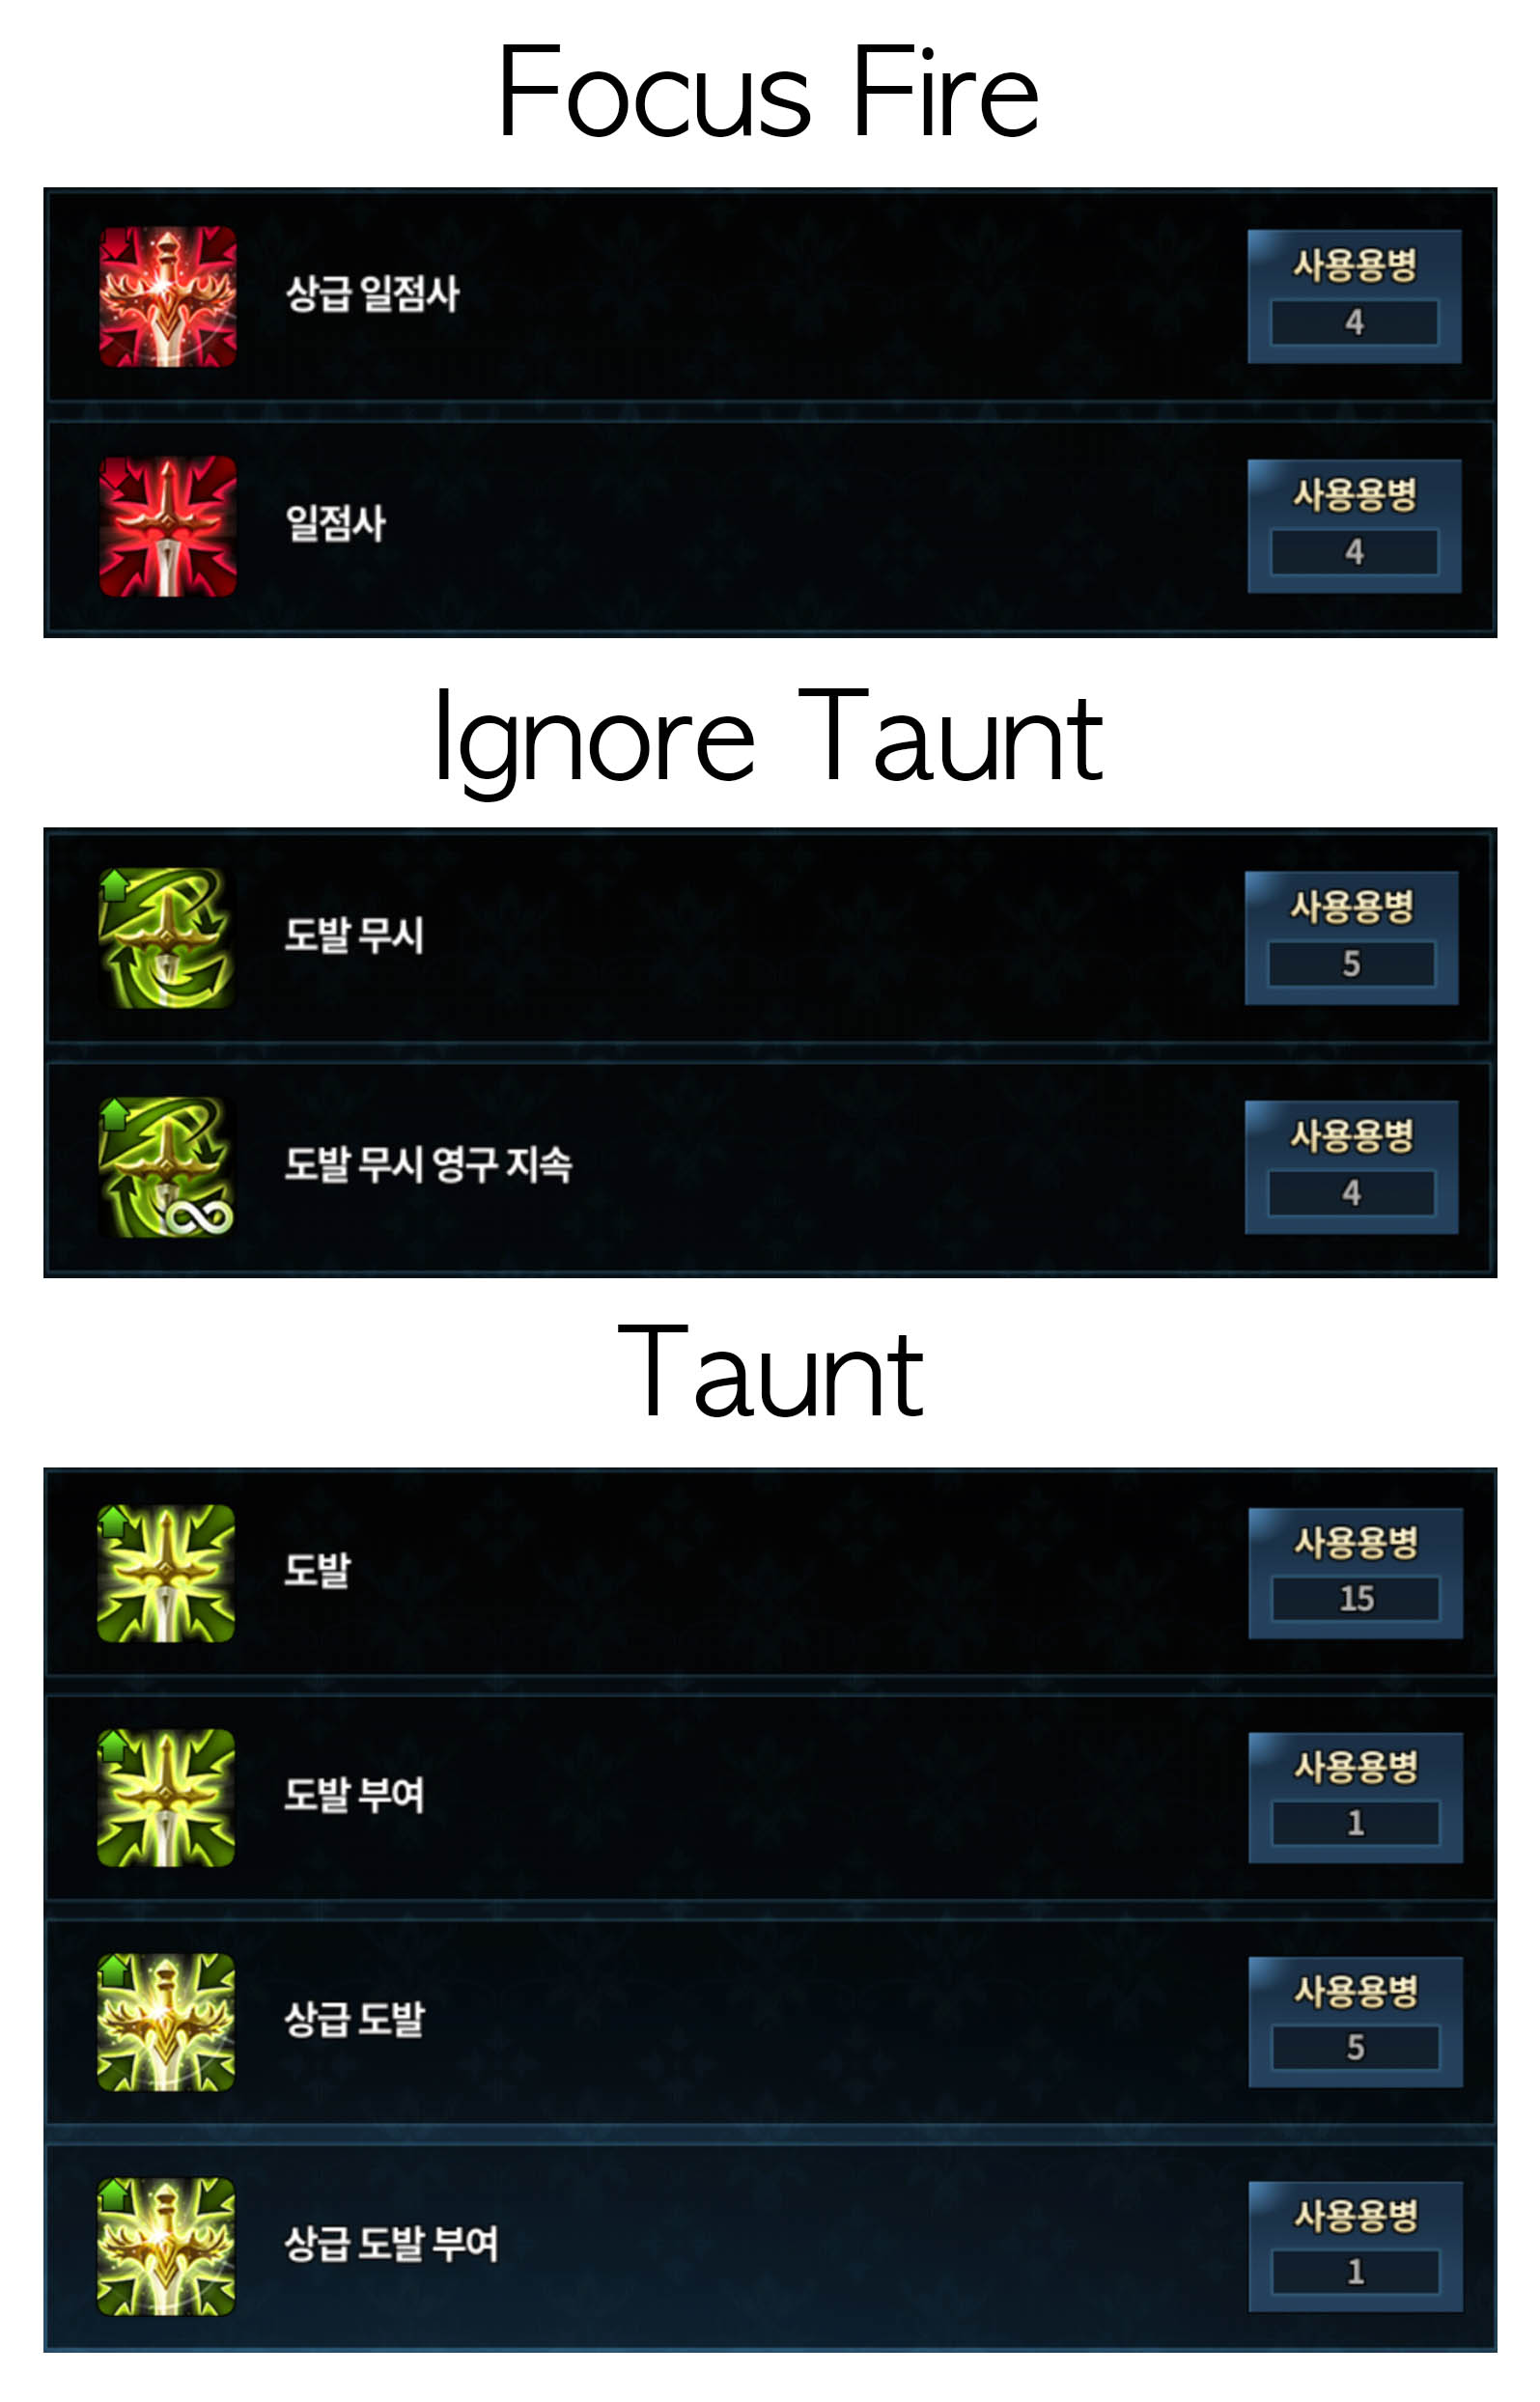 Focus Fire
상급 일점사
사용용병
4
일점사
사용용병
4
Ignore Taunt
도발 무시
사용용병
5
도발 무시 영구 지속
사용용병
4
Taunt
도발
사용용병
15
도발 부여
사용용병
1
상급 도발
사용용병
5
상급 도발 부여
사용용병
1